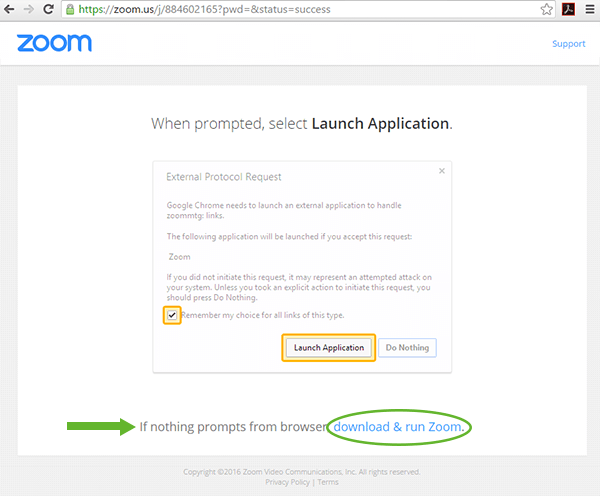 https://zoom.us/j/884602165?pwd=&status=success
zoom
Support
When prompted, select Launch Application.
External Protocol Request
Google Chrome needs to launch an external application to handle
zoommtg: links.
The following application will be launched if you accept this request:
Zoom
If you did not initiate this request, it may represent an attempted attack on
your system. Unless you took an explicit action to initiate this request, you
should press Do Nothing.
Remember my choice for all links of this type.
Launch Application
Do Nothing
If nothing prompts from browser, download & run Zoom.
Copyright ©2016 Zoom Video Communications, Inc. All rights reserved.
Privacy Policy | Terms